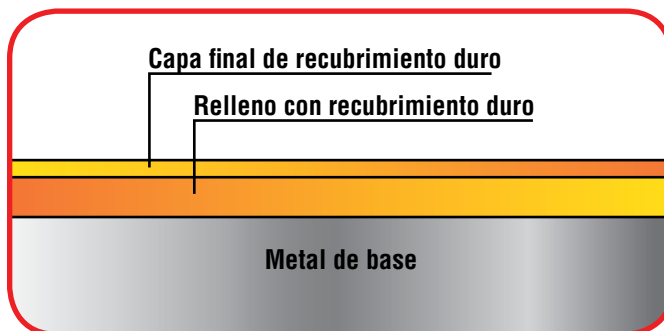 Capa final de recubrimiento duro
Relleno con recubrimiento duro
Metal de base